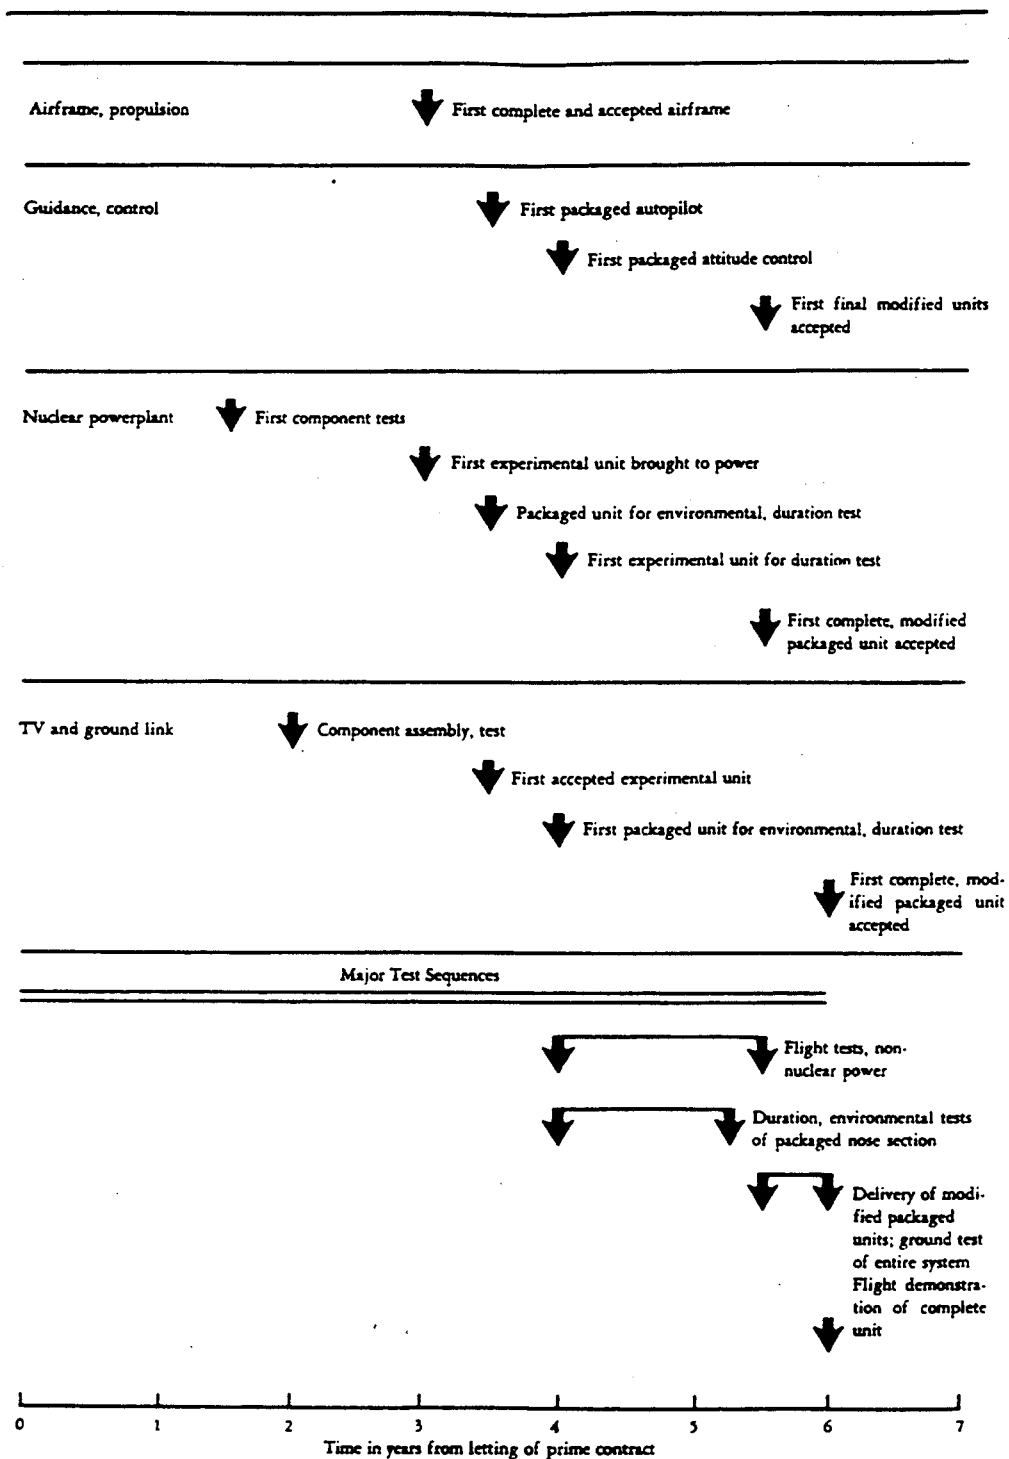 Airframe, propulsion
First complete and accepted airframe
Guidance, control
First packaged autopilot
First packaged attitude control
First final modified units
accepted
Nuclear powerplant
First component tests
First experimental unit brought to power
Packaged unit for environmental, duration test
First experimental unit for duration test
First complete, modified
packaged unit accepted
TV and ground link
Component assembly, test
First accepted experimental unit
First packaged unit for environmental, duration test
First complete, mod-
ified packaged unit
accepted
Major Test Sequences
Flight tests, non-
nuclear power
Duration, environmental tests
of packaged nose section
Delivery of modi-
fied packaged
units; ground test
of entire system
Flight demonstra-
tion of complete
unit
0 1 2 3 4 5 6 7
Time in years from letting of prime contract